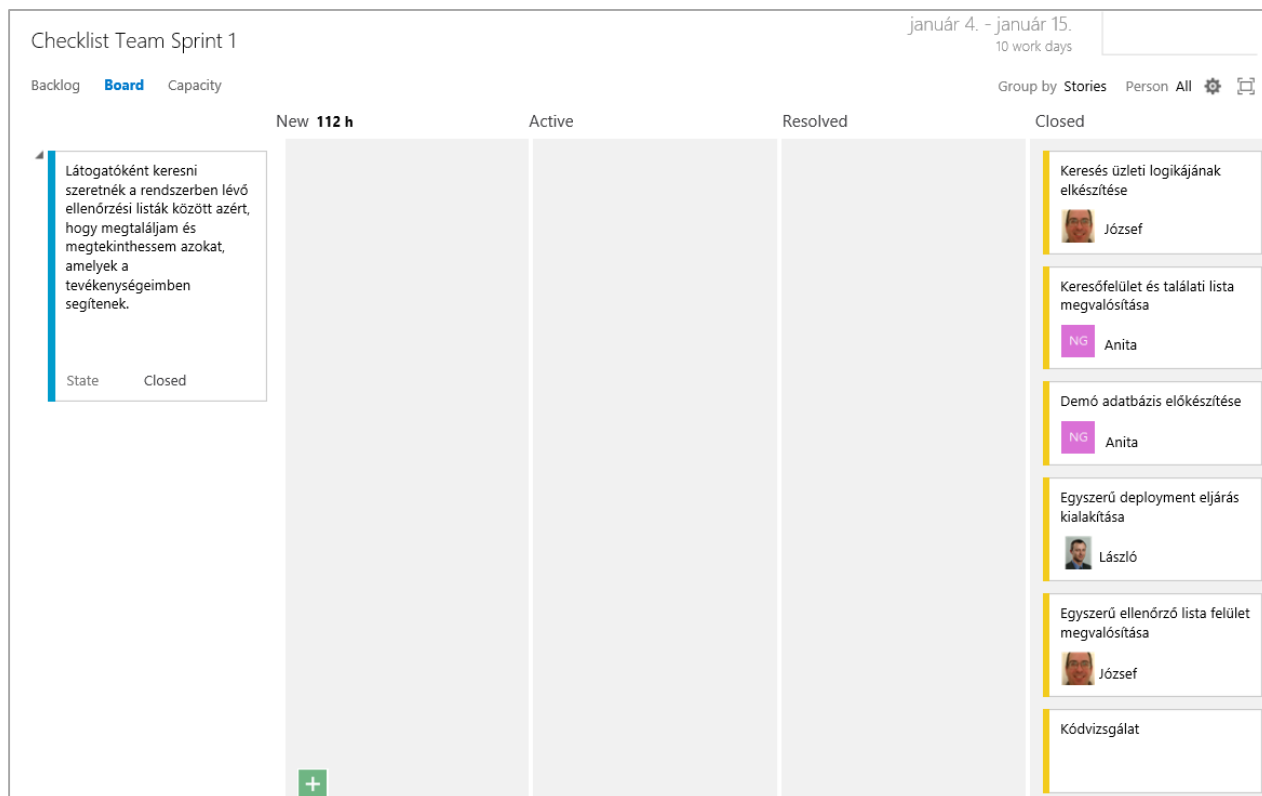 Checklist Team Sprint 1
január 4. - január 15.
10 work days
Backlog Board Capacity
Group by Stories Person All
New 112 h Active Resolved Closed
Látogatóként keresni
szeretnék a rendszerben lévő
ellenőrzési listák között azért,
hogy megtaláljam és
megtekinthessem azokat,
amelyek a
tevékenységeimben
segítenek.
State Closed
Keresés üzleti logikájának
elkészítése
József
Keresőfelület és találati lista
megvalósítása
NG Anita
Demó adatbázis előkészítése
NG Anita
Egyszerű deployment eljárás
kialakítása
László
Egyszerű ellenőrző lista felület
megvalósítása
József
Kódvizsgálat